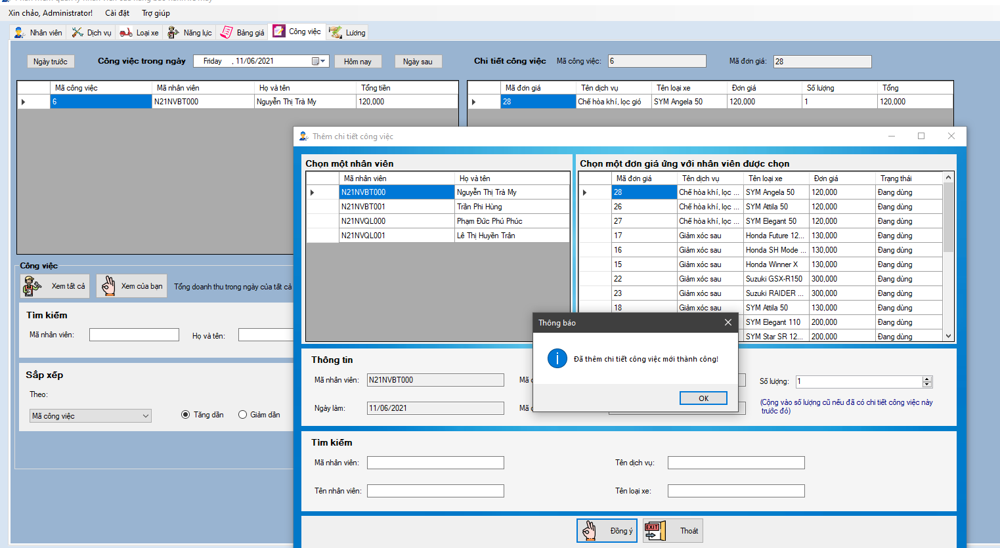 Xin chảo, Administrator! Cài đặt Trợ giúp
Nhân viên Dịch vụ Loại xe Năng lực Bảng giá Công việc Lương
Ngày trước Công việc trong ngày Friday , 11/06/2021 Hôm nay Ngày sau Chi tiết công việc Mã công việc: 6 Mã đơn giá: 28
Mã công việc Mã nhân viên Họ và tên Tổng tiền
6 N21NVBT000 Nguyễn Thị Trà My 120,000
Mã đơn giá Tên dịch vụ Tên loại xe Đơn giá Số lượng Tổng
28 Chế hòa khí, lọc gió SYM Angela 50 120,000 1 120,000
Thêm chi tiết công việc
Chọn một nhân viên
Mã nhân viên Họ và tên
N21NVBT000 Nguyễn Thị Trà My
N21NVBT001 Trần Phi Hùng
N21NVQL000 Phạm Đức Phú Phúc
N21NVQL001 Lê Thị Huyền Trân
Chọn một đơn giá ứng với nhân viên được chọn
Mã đơn giá Tên dịch vụ Tên loại xe Đơn giá Trạng thái
28 Chế hòa khí, lọc ... SYM Angela 50 120,000 Đang dùng
26 Chế hòa khí, lọc ... SYM Attila 50 120,000 Đang dùng
27 Chế hòa khí, lọc ... SYM Elegant 50 120,000 Đang dùng
17 Giảm xóc sau Honda Future 12... 130,000 Đang dùng
16 Giảm xóc sau Honda SH Mode ... 130,000 Đang dùng
15 Giảm xóc sau Honda Winner X 130,000 Đang dùng
22 Giảm xóc sau Suzuki GSX-R150 300,000 Đang dùng
23 Giảm xóc sau Suzuki RAIDER ... 300,000 Đang dùng
18 Giảm xóc sau SYM Attila 50 130,000 Đang dùng
SYM Elegant 110 200,000 Đang dùng
SYM Star SR 12... 200,000 Đang dùng
Công việc
Xem tất cả Xem của bạn Tổng doanh thu trong ngày của tất cả
Tìm kiếm
Mã nhân viên: Họ và tên:
Sắp xếp
Theo:
Mã công việc Tăng dần Giảm dần
Thông báo
Đã thêm chi tiết công việc mới thành công!
OK
Thông tin
Mã nhân viên: N21NVBT000 Mã Số lượng: 1
Ngày làm: 11/06/2021 Mã
(Cộng vào số lượng cũ nếu đã có chi tiết công việc này
trước đó)
Tìm kiếm
Mã nhân viên: Tên dịch vụ:
Tên nhân viên: Tên loại xe:
Đồng ý EXIT Thoát